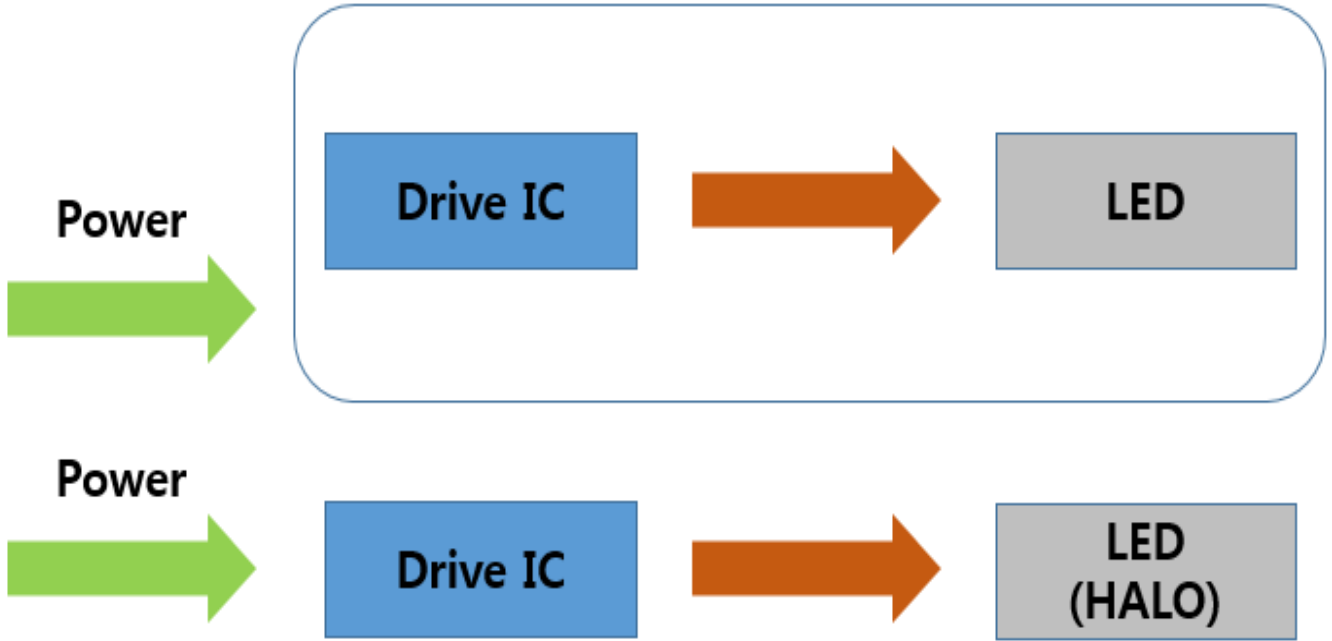 Power
Drive IC
LED
Power
Drive IC
LED
(HALO)